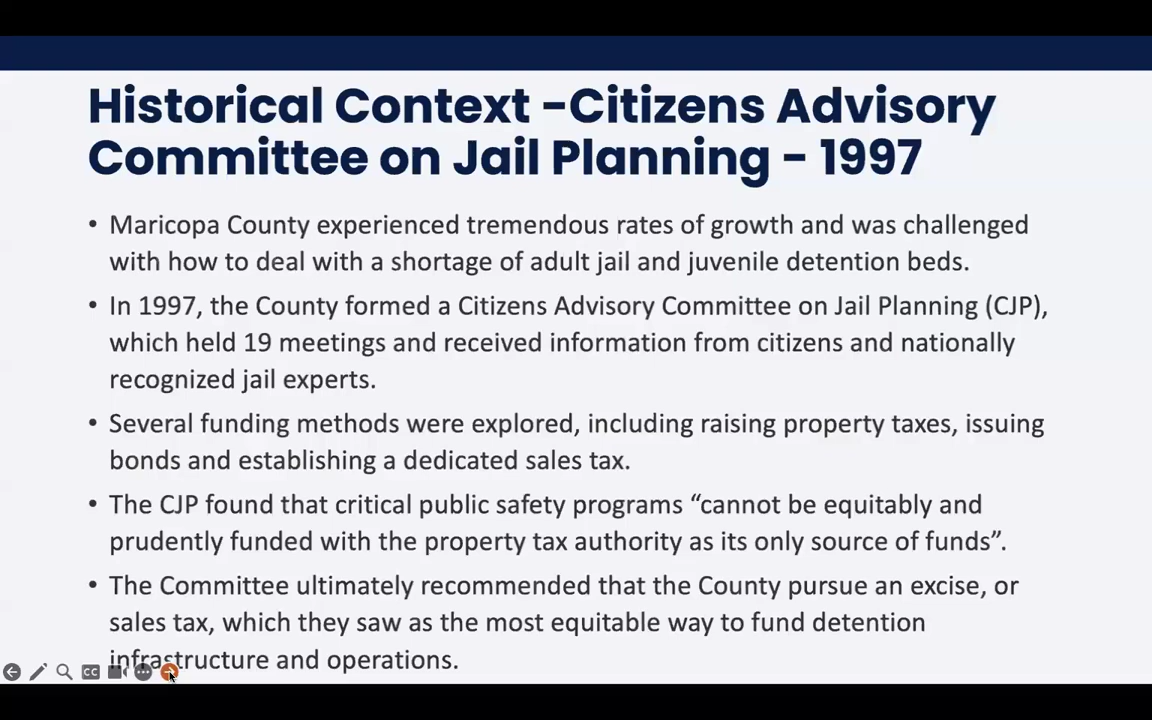 Historical Context -Citizens Advisory
Committee on Jail Planning - 1997
• Maricopa County experienced tremendous rates of growth and was challenged
with how to deal with a shortage of adult jail and juvenile detention beds.
• In 1997, the County formed a Citizens Advisory Committee on Jail Planning (CJP),
which held 19 meetings and received information from citizens and nationally
recognized jail experts.
• Several funding methods were explored, including raising property taxes, issuing
bonds and establishing a dedicated sales tax.
• The CJP found that critical public safety programs “cannot be equitably and
prudently funded with the property tax authority as its only source of funds”.
• The Committee ultimately recommended that the County pursue an excise, or
sales tax, which they saw as the most equitable way to fund detention
infrastructure and operations.
CC